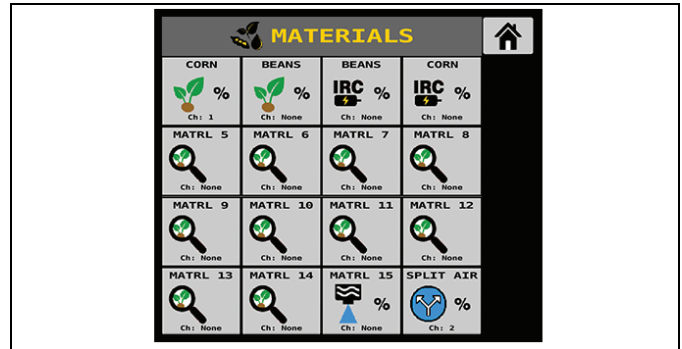 MATERIALS
CORN BEANS BEANS CORN
% % IRC % IRC %
Ch: 1 Ch: None Ch: None Ch: None
MATRL 5 MATRL 6 MATRL 7 MATRL 8
Ch: None Ch: None Ch: None Ch: None
MATRL 9 MATRL 10 MATRL 11 MATRL 12
Ch: None Ch: None Ch: None Ch: None
MATRL 13 MATRL 14 MATRL 15 SPLIT AIR
% %
Ch: None Ch: None Ch: None Ch: 2